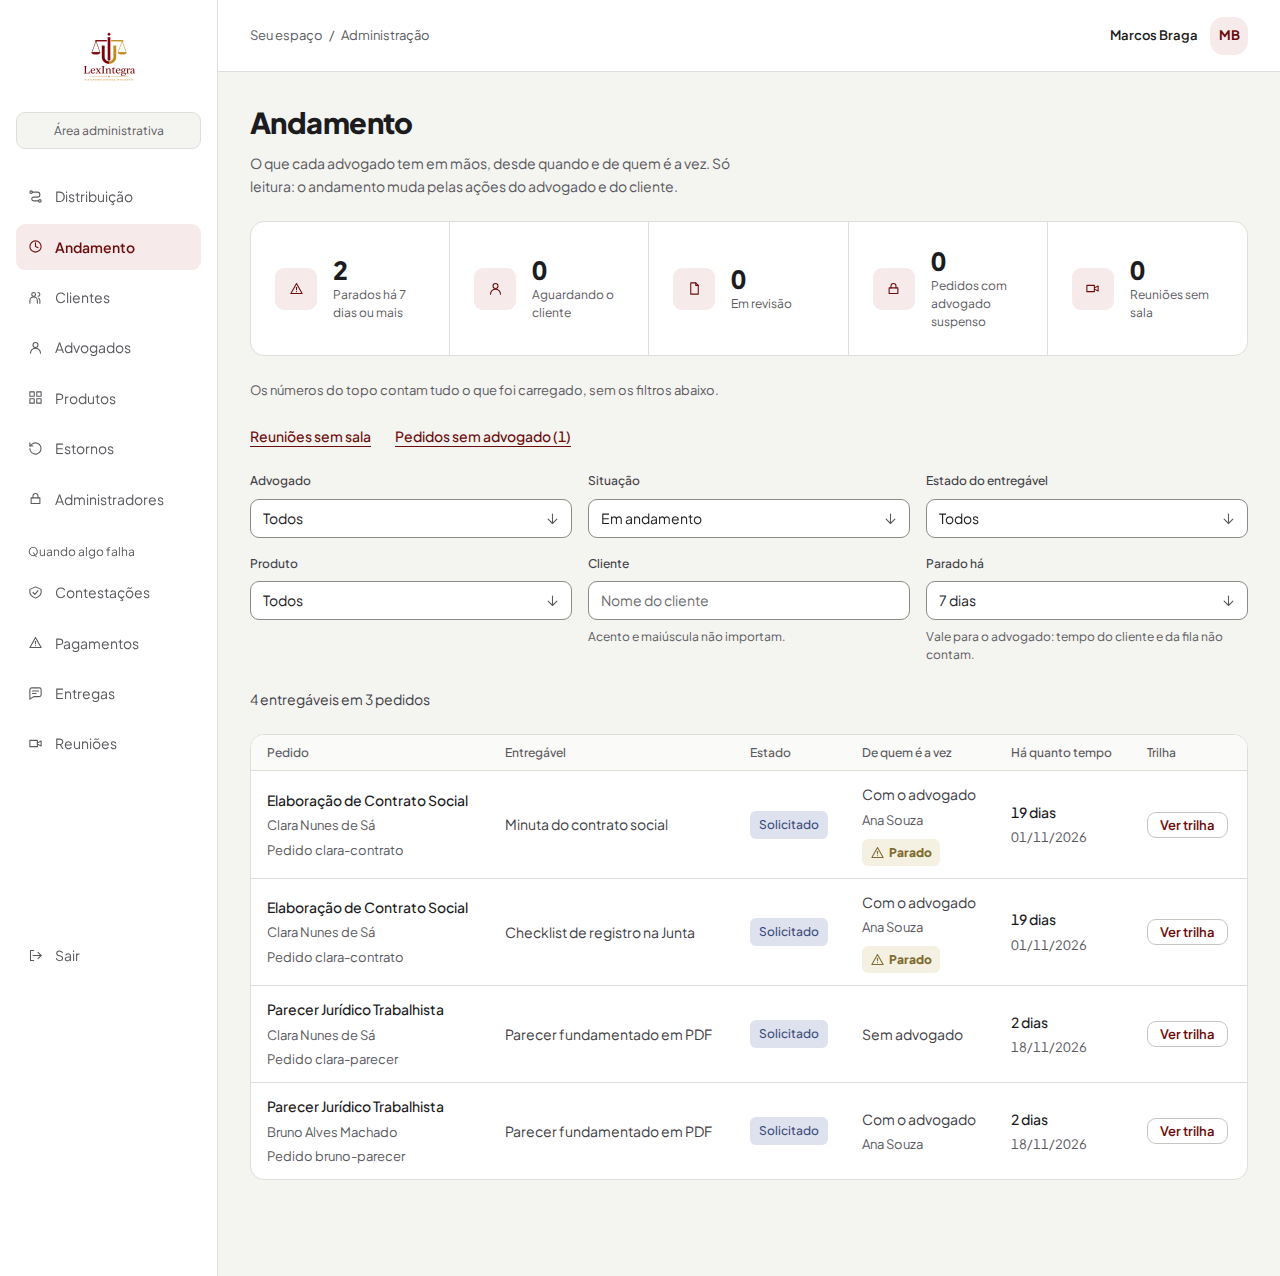 LexIntegra
Área administrativa
Distribuição
Andamento
Clientes
Advogados
Produtos
Estornos
Administradores
Quando algo falha
Contestações
Pagamentos
Entregas
Reuniões
Sair
Seu espaço / Administração
Marcos Braga MB
Andamento
O que cada advogado tem em mãos, desde quando e de quem é a vez. Só
leitura: o andamento muda pelas ações do advogado e do cliente.
2
Parados há 7
dias ou mais
0
Aguardando o
cliente
0
Em revisão
0
Pedidos com
advogado
suspenso
0
Reuniões sem
sala
Os números do topo contam tudo o que foi carregado, sem os filtros abaixo.
Reuniões sem sala Pedidos sem advogado (1)
Advogado Situação Estado do entregável
Todos Em andamento Todos
Produto Cliente Parado há
Todos Nome do cliente 7 dias
Acento e maiúscula não importam.
Vale para o advogado: tempo do cliente e da fila não
contam.
4 entregáveis em 3 pedidos
Pedido Entregável Estado De quem é a vez Há quanto tempo Trilha
Elaboração de Contrato Social
Clara Nunes de Sá
Pedido clara-contrato
Minuta do contrato social
Solicitado
Com o advogado
Ana Souza
Parado
19 dias
01/11/2026
Ver trilha
Elaboração de Contrato Social
Clara Nunes de Sá
Pedido clara-contrato
Checklist de registro na Junta
Solicitado
Com o advogado
Ana Souza
Parado
19 dias
01/11/2026
Ver trilha
Parecer Jurídico Trabalhista
Clara Nunes de Sá
Pedido clara-parecer
Parecer fundamentado em PDF
Solicitado
Sem advogado
2 dias
18/11/2026
Ver trilha
Parecer Jurídico Trabalhista
Bruno Alves Machado
Pedido bruno-parecer
Parecer fundamentado em PDF
Solicitado
Com o advogado
Ana Souza
2 dias
18/11/2026
Ver trilha